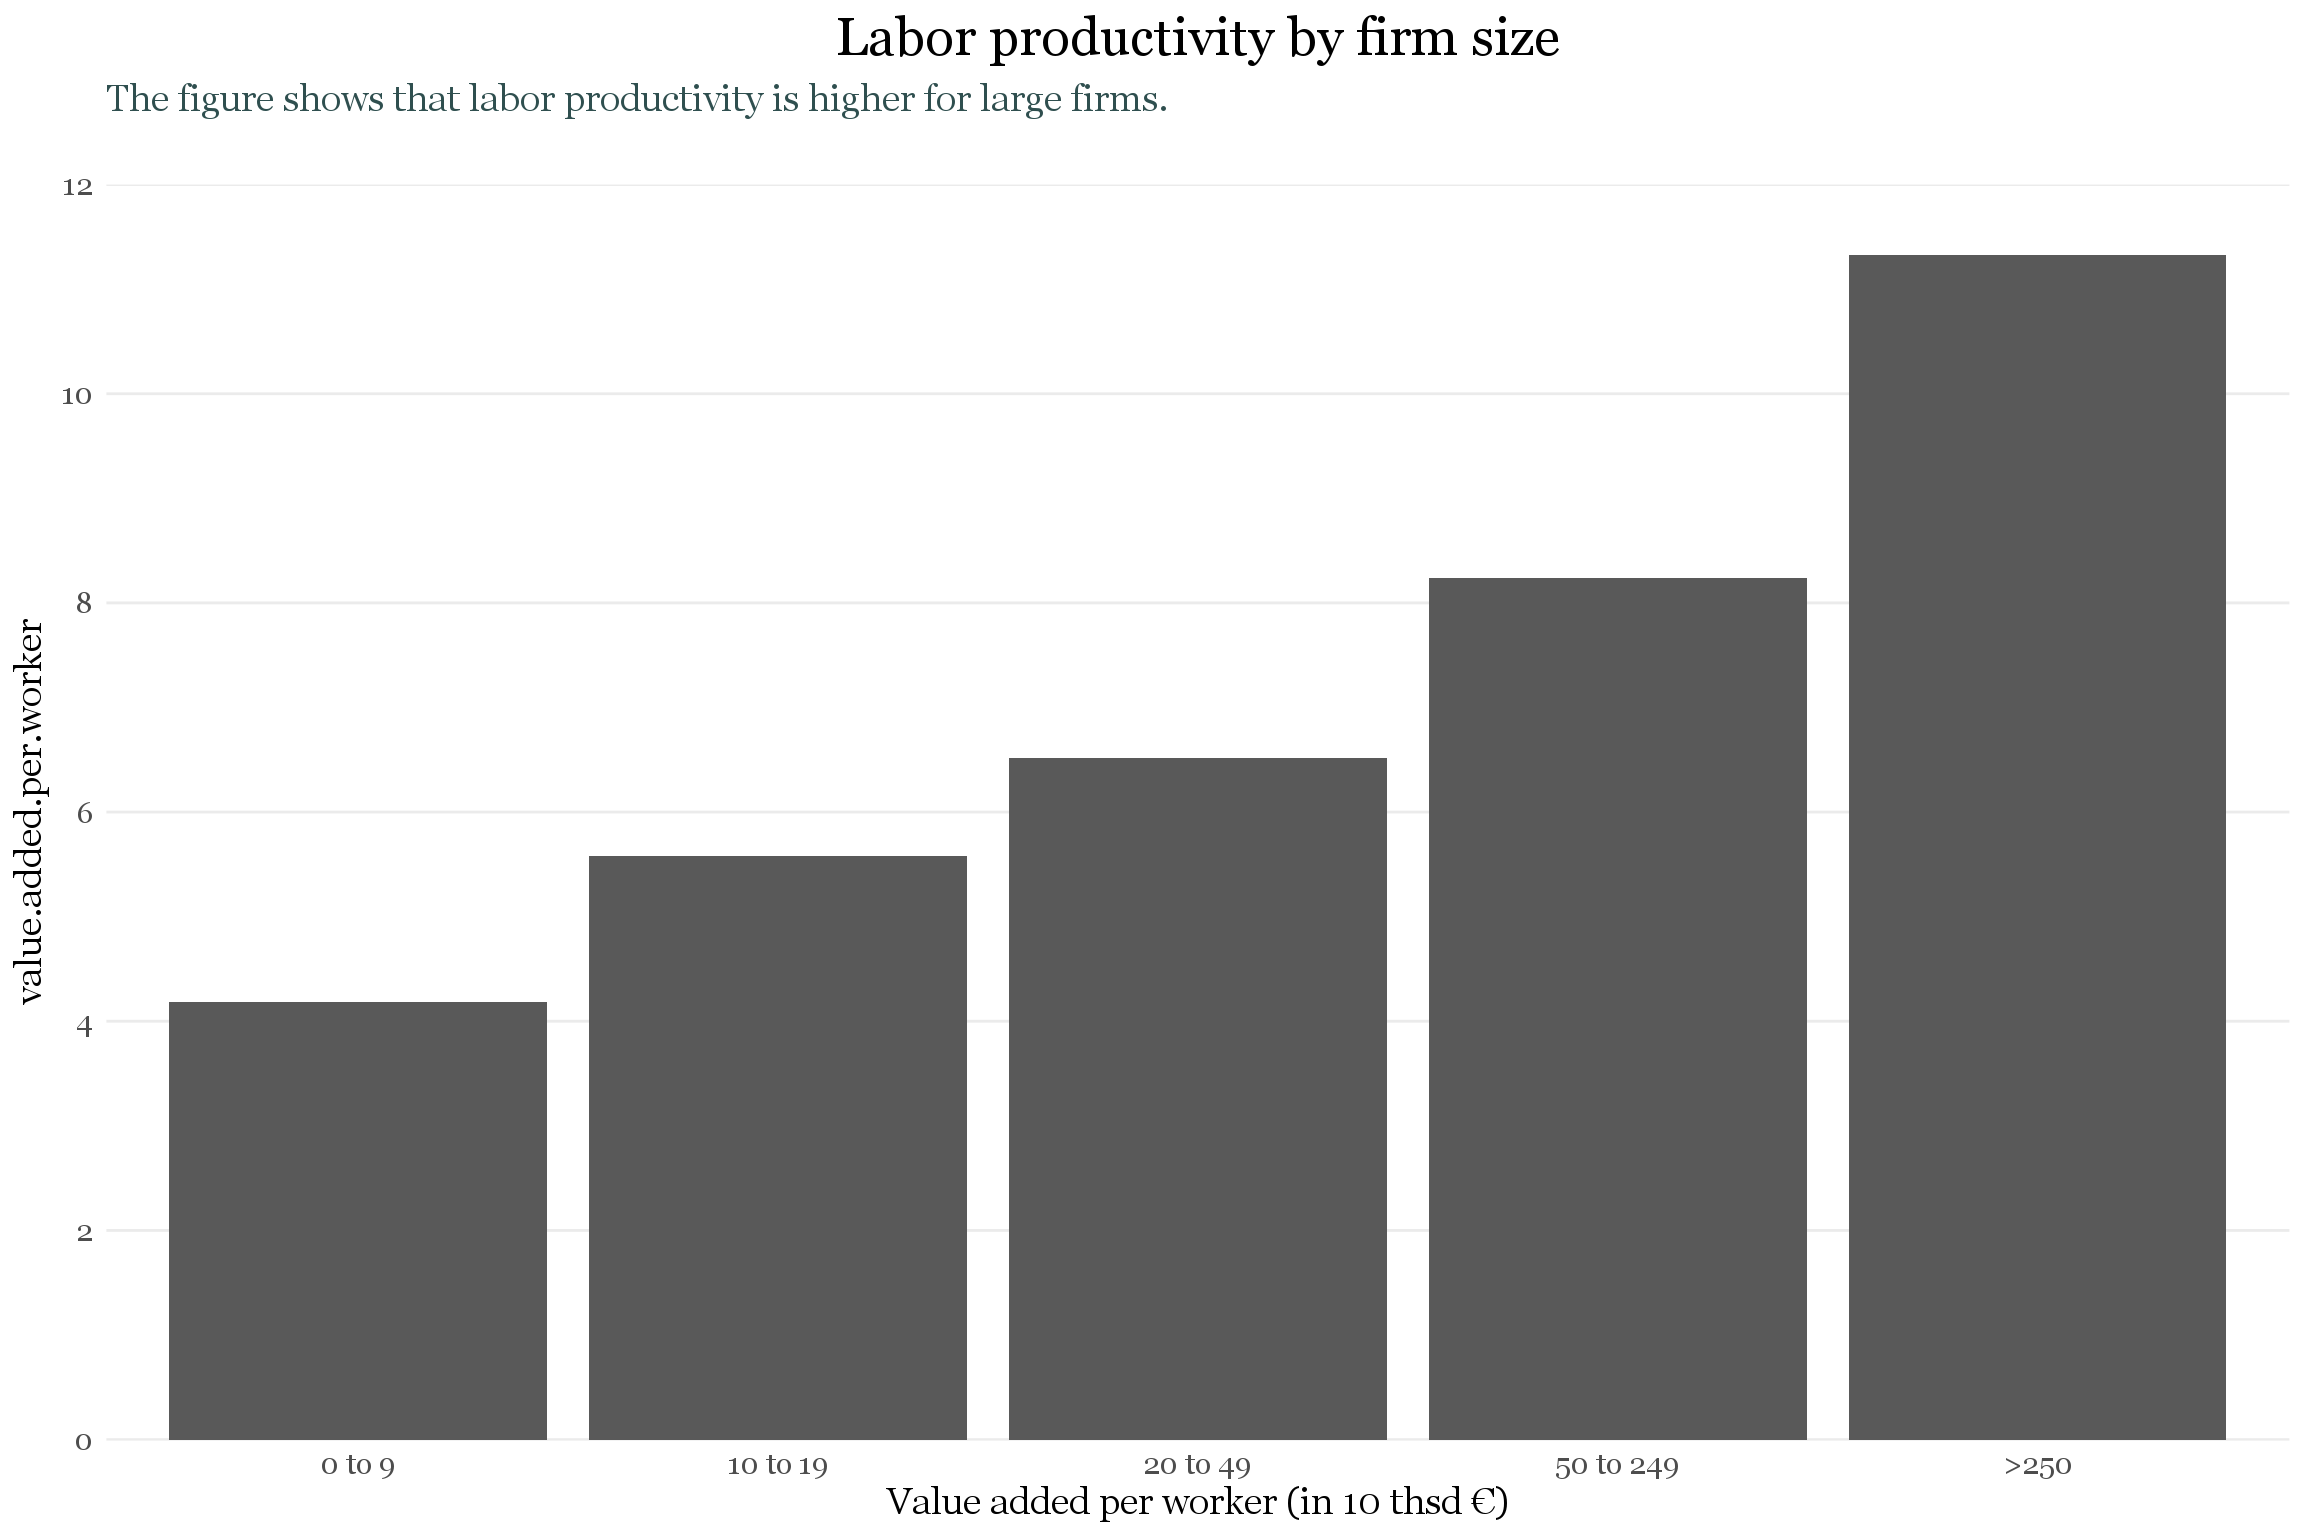 Labor productivity by firm size
The figure shows that labor productivity is higher for large firms.
value.added.per.worker
12
10
8
6
4
2
0
0 to 9
10 to 19
20 to 49
50 to 249
>250
Value added per worker (in 10 thsd €)